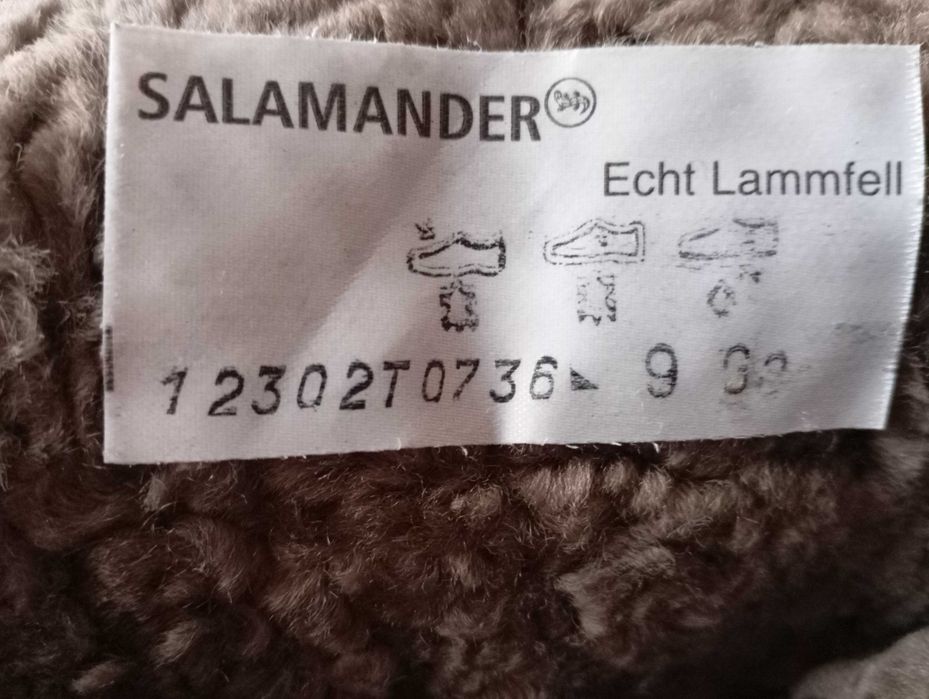 SALAMANDER
Echt Lammfell
12302T0736 9